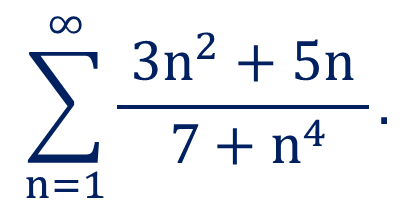 ∑_{n=1}^{∞} (3n² + 5n)/(7 + n⁴).